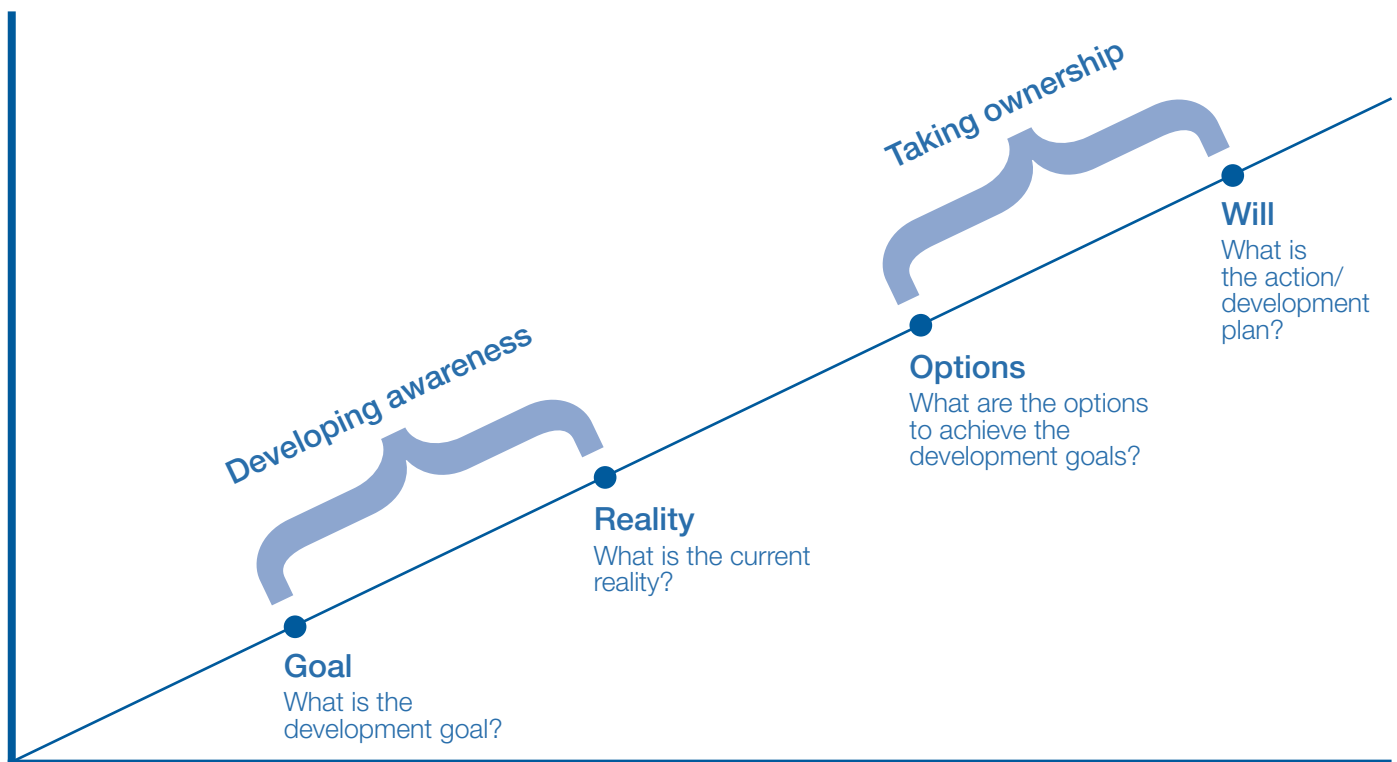 Taking ownership
Will
What is
the action/
development
plan?
Options
What are the options
to achieve the
development goals?
Developing awareness
Reality
What is the current
reality?
Goal
What is the
development goal?